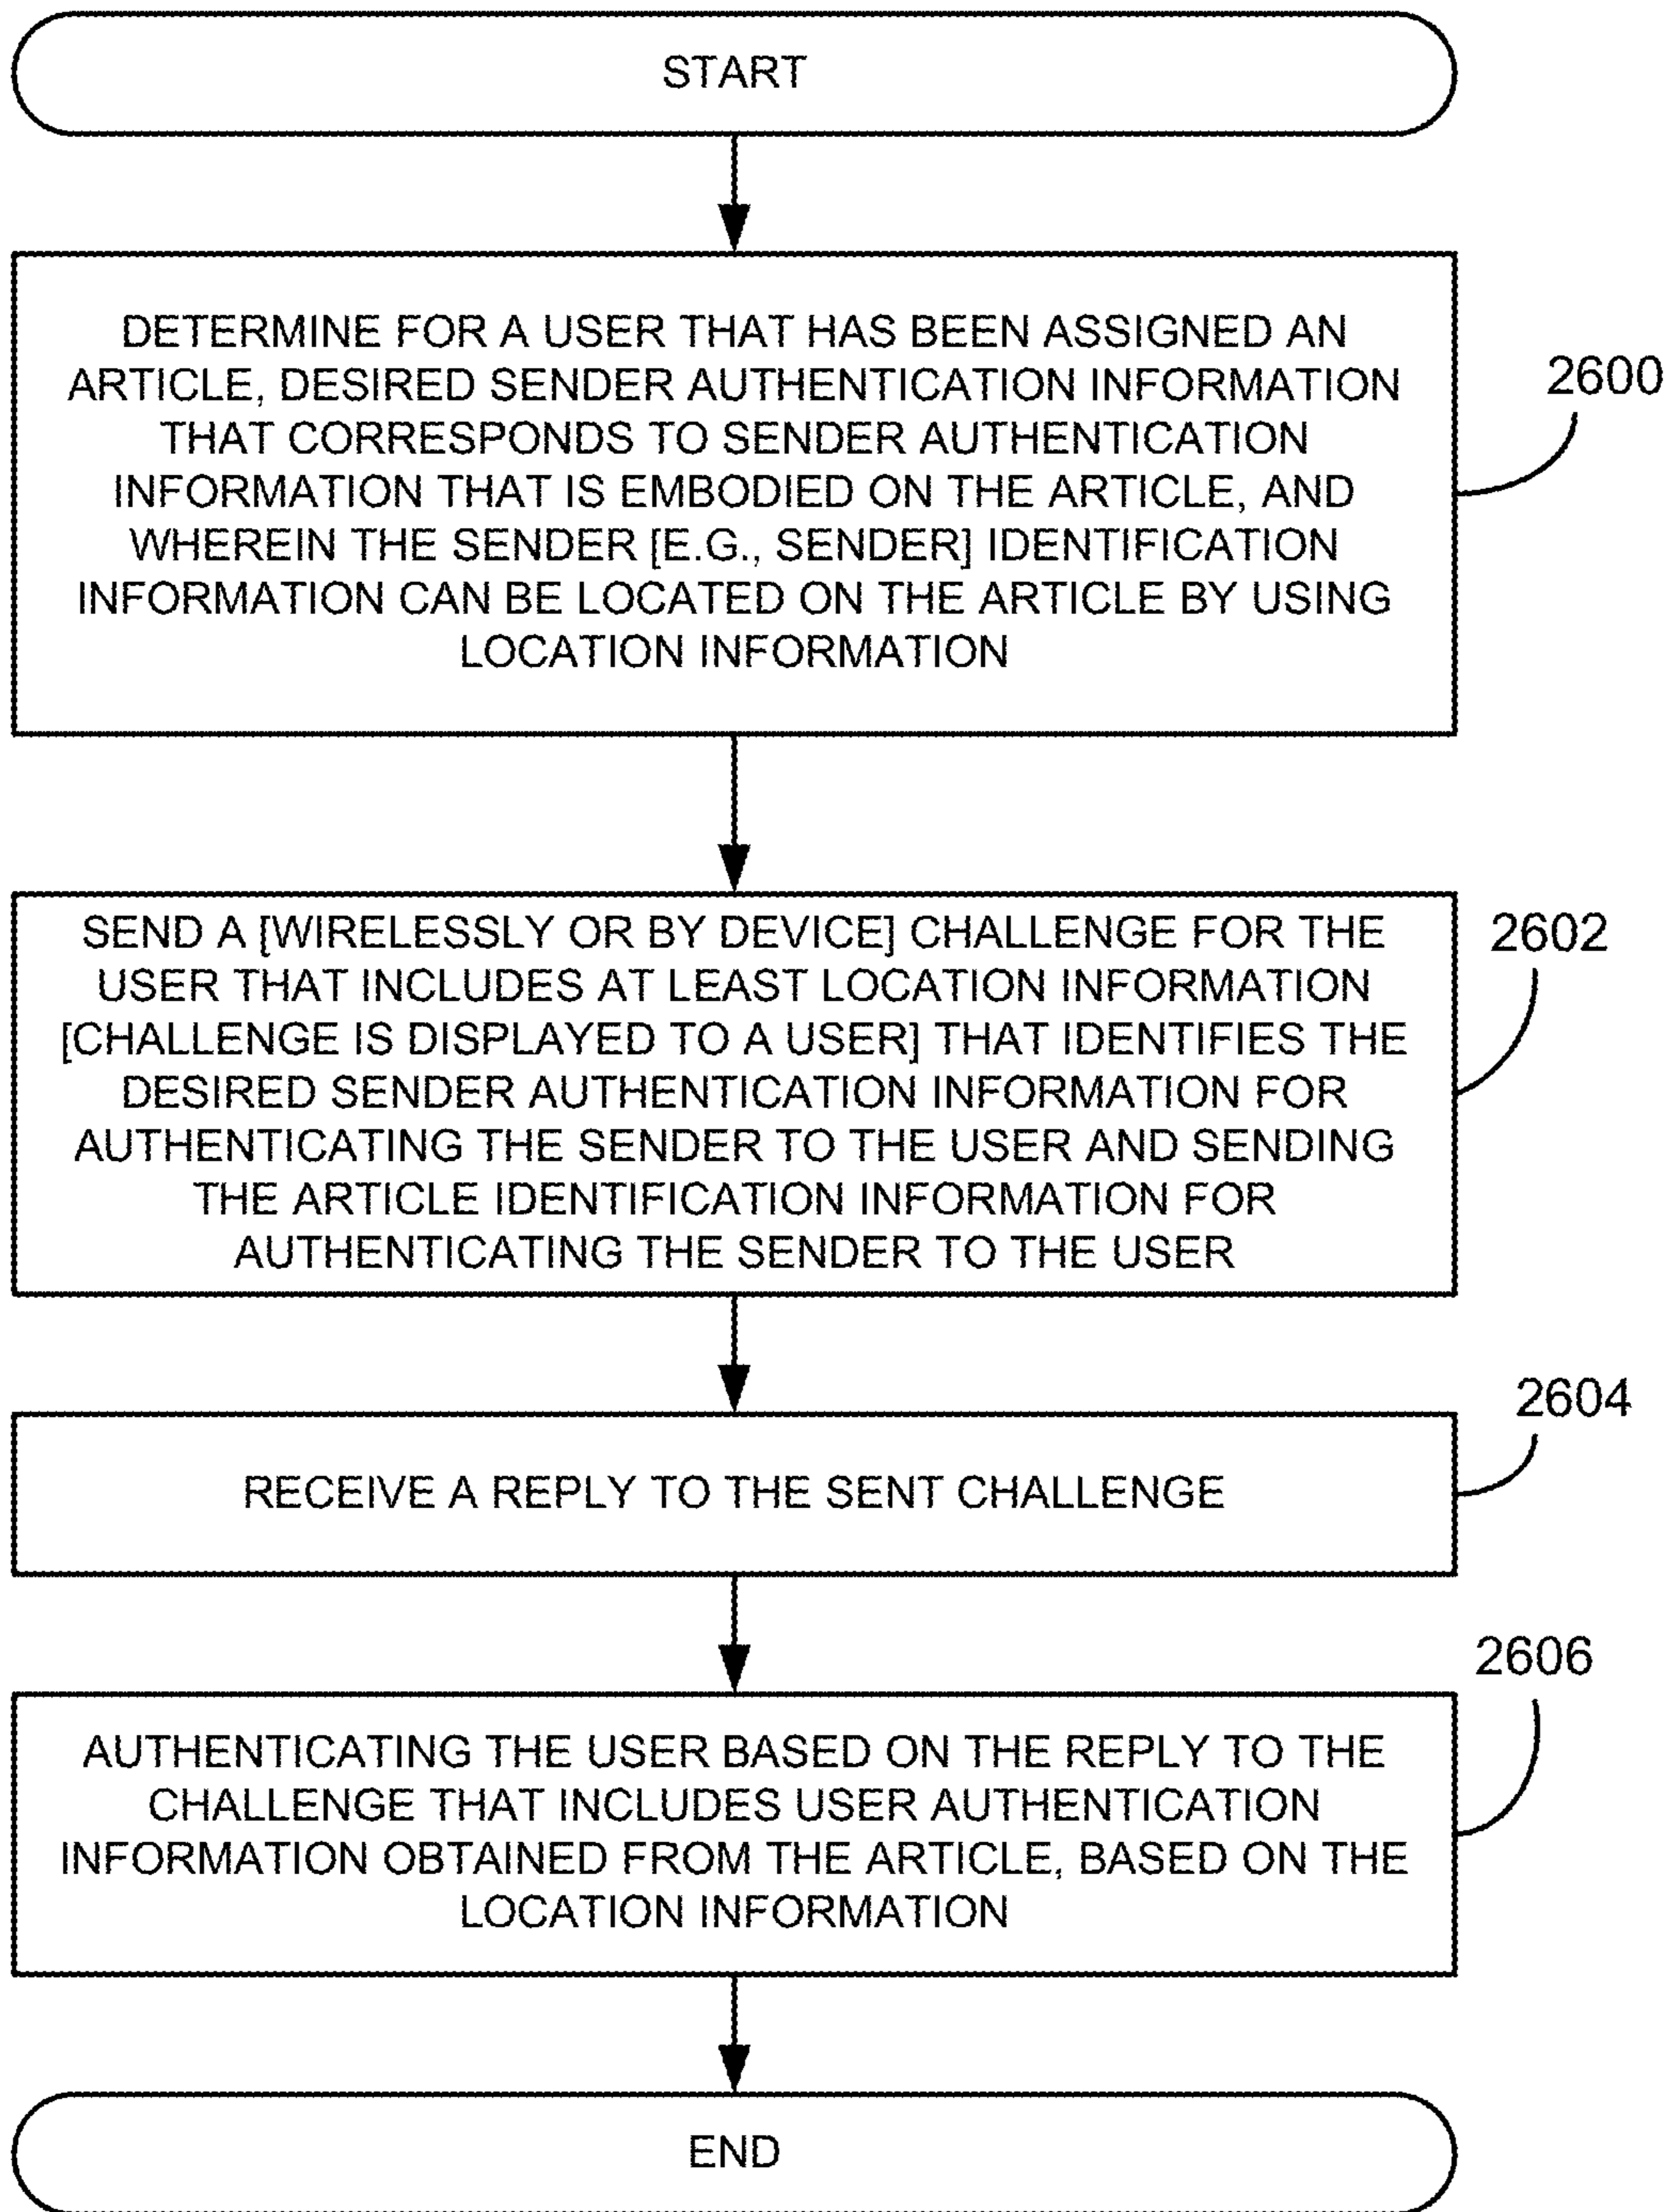 START
DETERMINE FOR A USER THAT HAS BEEN ASSIGNED AN
ARTICLE, DESIRED SENDER AUTHENTICATION INFORMATION
THAT CORRESPONDS TO SENDER AUTHENTICATION
INFORMATION THAT IS EMBODIED ON THE ARTICLE, AND
WHEREIN THE SENDER [E.G., SENDER] IDENTIFICATION
INFORMATION CAN BE LOCATED ON THE ARTICLE BY USING
LOCATION INFORMATION
2600
SEND A [WIRELESSLY OR BY DEVICE] CHALLENGE FOR THE
USER THAT INCLUDES AT LEAST LOCATION INFORMATION
[CHALLENGE IS DISPLAYED TO A USER] THAT IDENTIFIES THE
DESIRED SENDER AUTHENTICATION INFORMATION FOR
AUTHENTICATING THE SENDER TO THE USER AND SENDING
THE ARTICLE IDENTIFICATION INFORMATION FOR
AUTHENTICATING THE SENDER TO THE USER
2602
RECEIVE A REPLY TO THE SENT CHALLENGE
2604
AUTHENTICATING THE USER BASED ON THE REPLY TO THE
CHALLENGE THAT INCLUDES USER AUTHENTICATION
INFORMATION OBTAINED FROM THE ARTICLE, BASED ON THE
LOCATION INFORMATION
2606
END